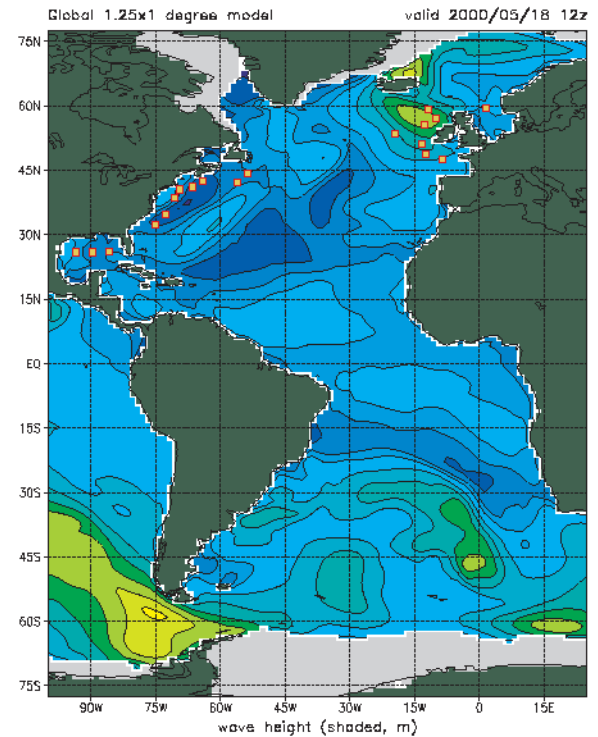 Global 1.25x1 degree model valid 2000/05/18 12z
75N
60N
45N
30N
15N
EQ
15S
30S
45S
60S
75S
90W 75W 60W 45W 30W 15W 0 15E
wave height (shaded, m)